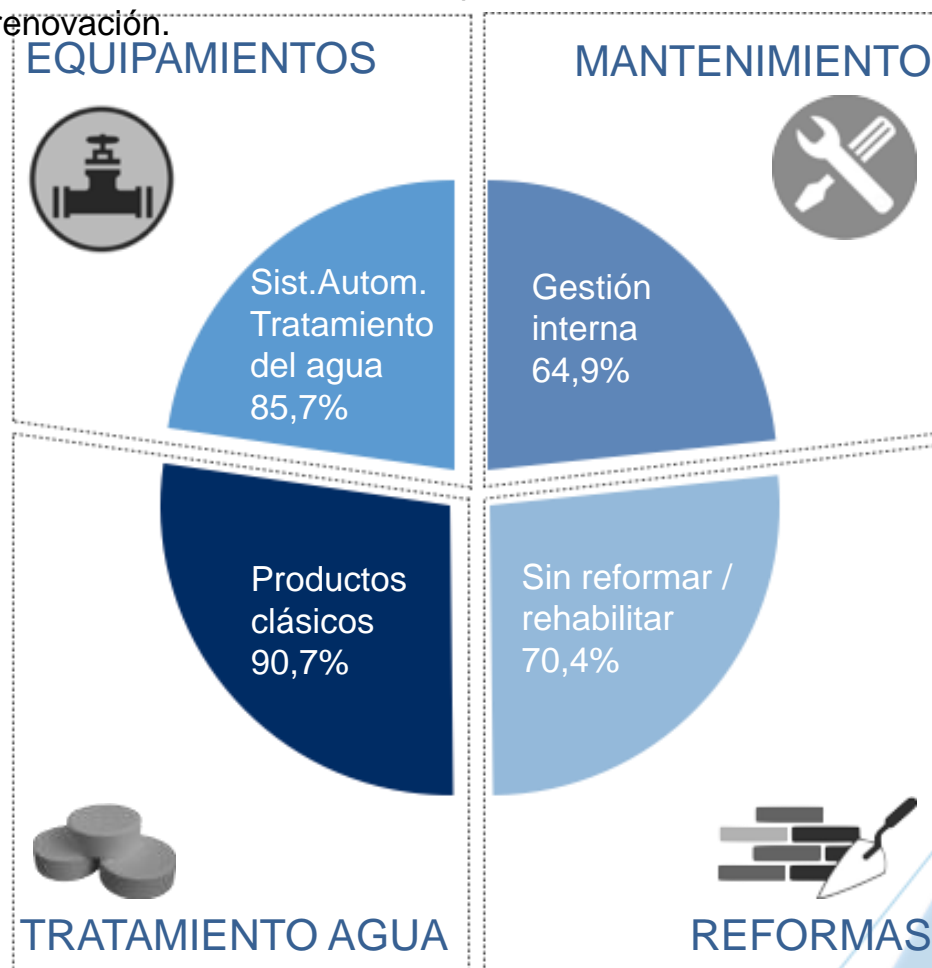 renovación.
EQUIPAMIENTOS
MANTENIMIENTO
Sist.Autom.
Tratamiento
del agua
85,7%
Gestión
interna
64,9%
Productos
clásicos
90,7%
Sin reformar /
rehabilitar
70,4%
TRATAMIENTO AGUA
REFORMAS